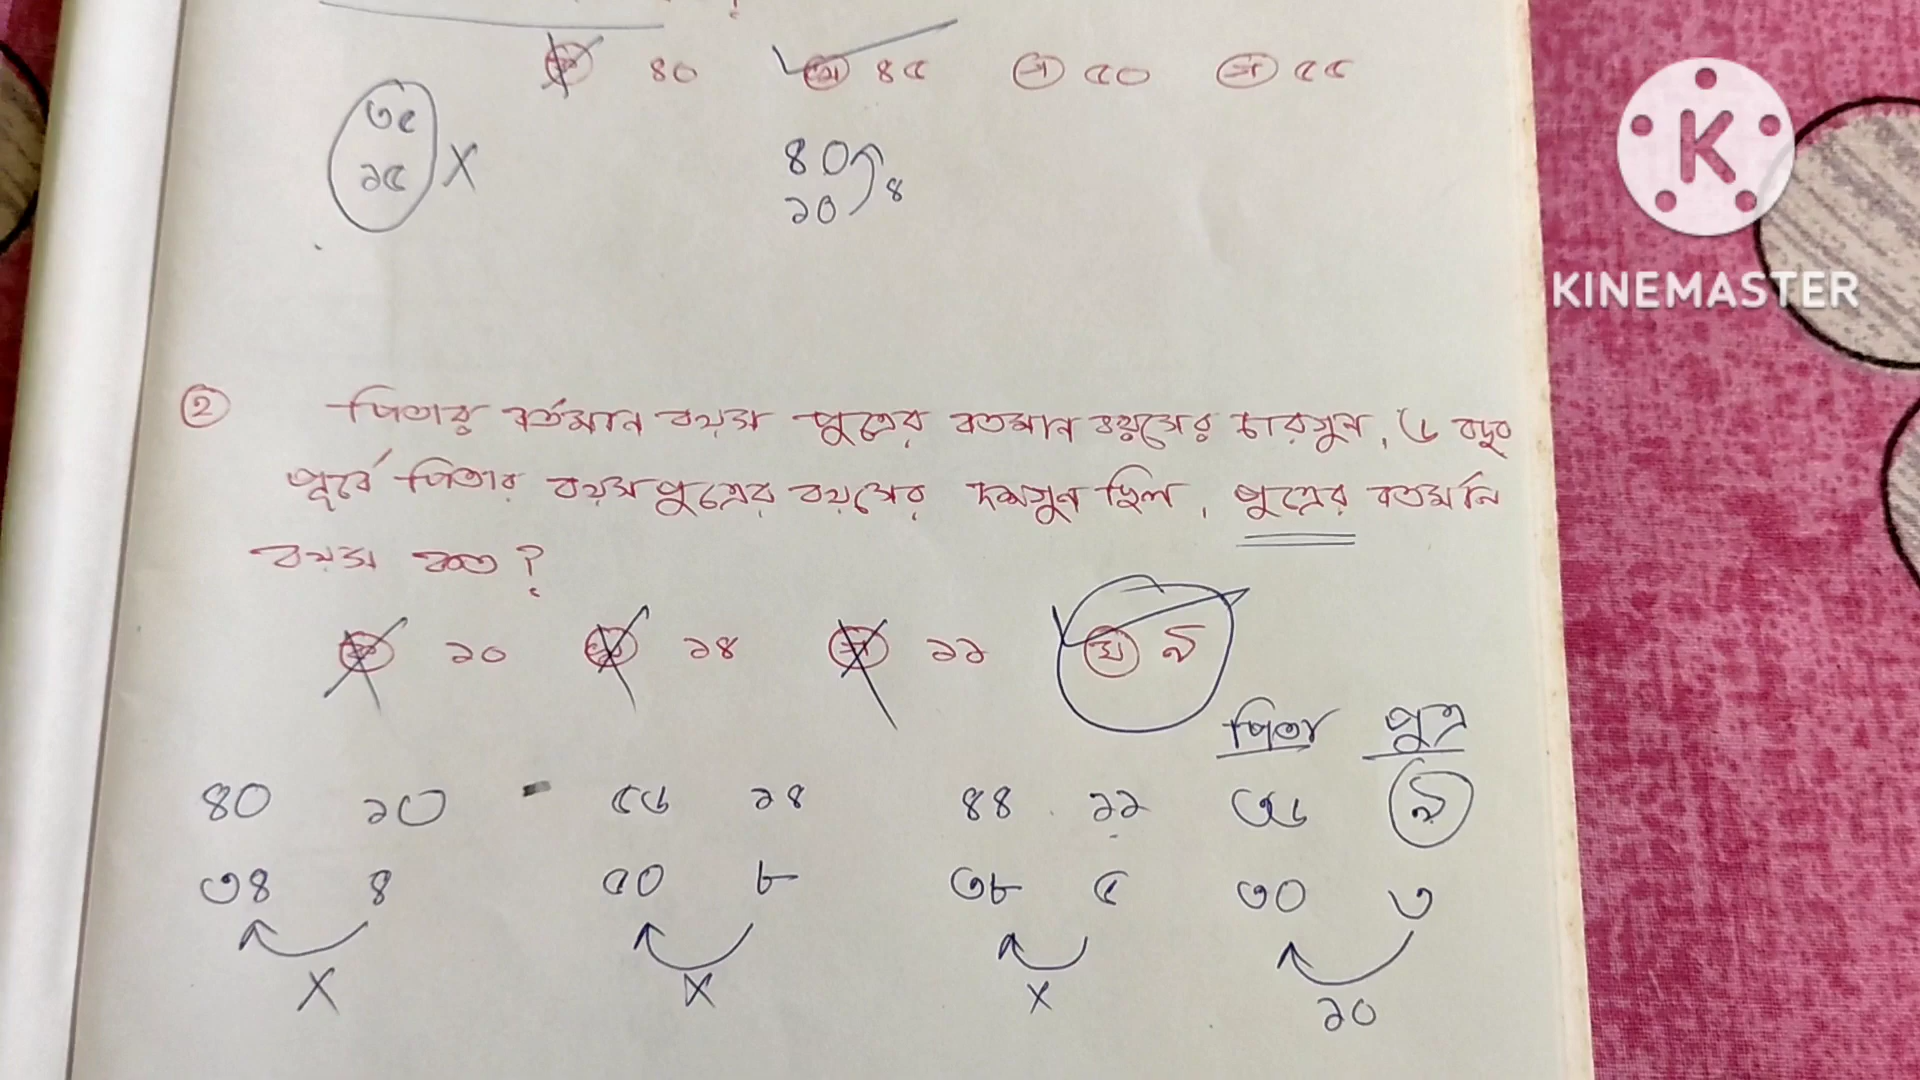 ক ৪০ খ ৪৫ গ ৫০ ঘ ৫৫
৩২
১৫ X
৪০
১০ ৪
KINEMASTER
২ পিতার বর্তমান বয়স পুত্রের বর্তমান বয়সের চারগুন, ৬ বছর
পূর্বে পিতার বয়স পুত্রের বয়সের দশগুন ছিল, পুত্রের বর্তমান
বয়স কত?
ক ১০ খ ১৪ গ ১১ ঘ ৯
পিতা পুত্র
৪০ ১০ ৫৬ ১৪ ৪৪ ১১ ৩৬ ৯
৩৪ ৪ ৫০ ৮ ৩৮ ৫ ৩০ ৩
X X X ১০